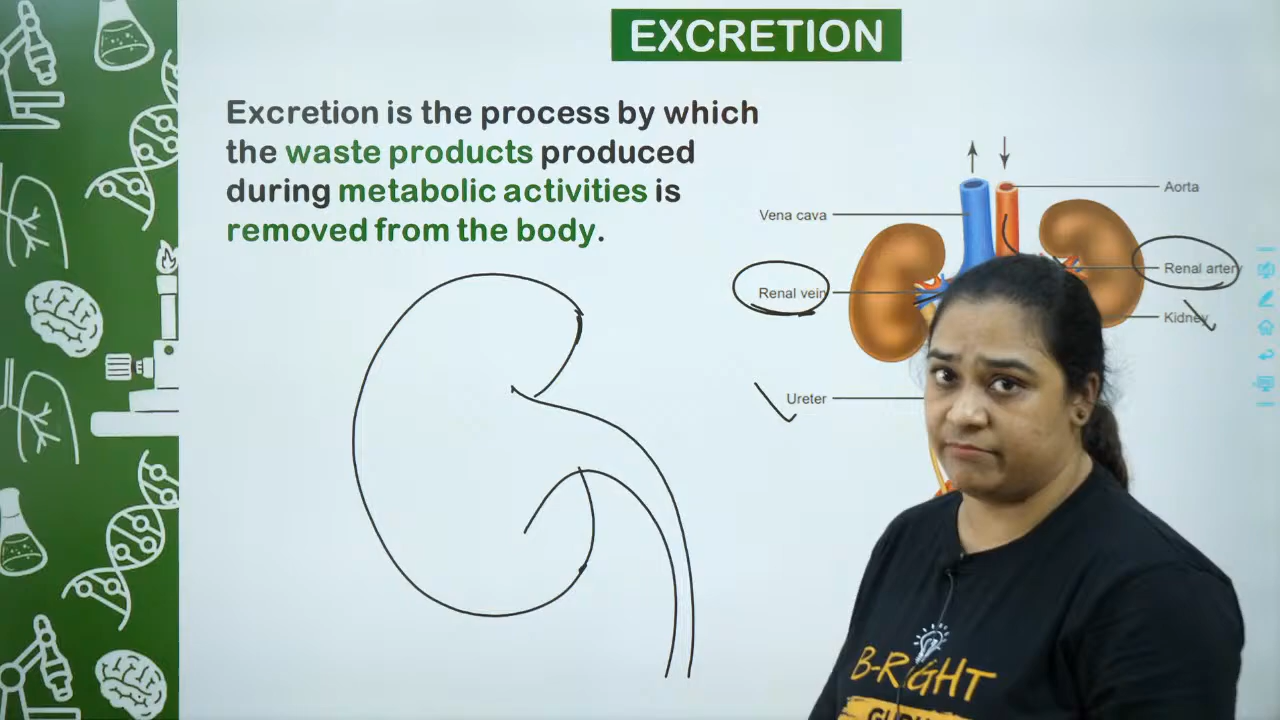 EXCRETION
Excretion is the process by which
the waste products produced
during metabolic activities is
removed from the body.
Aorta
Vena cava
Renal artery
Renal vein
Kidney
Ureter
B-RIGHT